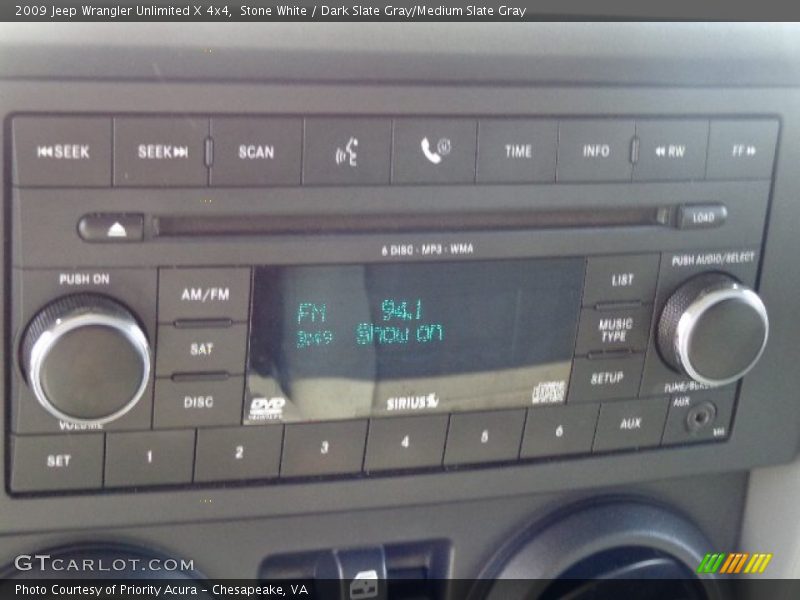 2009 Jeep Wrangler Unlimited X 4x4, Stone White / Dark Slate Gray/Medium Slate Gray
SEEK SEEK SCAN TIME INFO RW FF
LOAD
6 DISC - MP3 - WMA
PUSH ON AM/FM LIST PUSH AUDIO/SELECT
FM 94.1
Show on
SAT MUSIC TYPE
DISC SETUP
DVD SIRIUS
VOLUME TUNE/SCROLL
SET 1 2 3 4 5 6 AUX AUX
GTCARLOT.COM
Photo Courtesy of Priority Acura - Chesapeake, VA